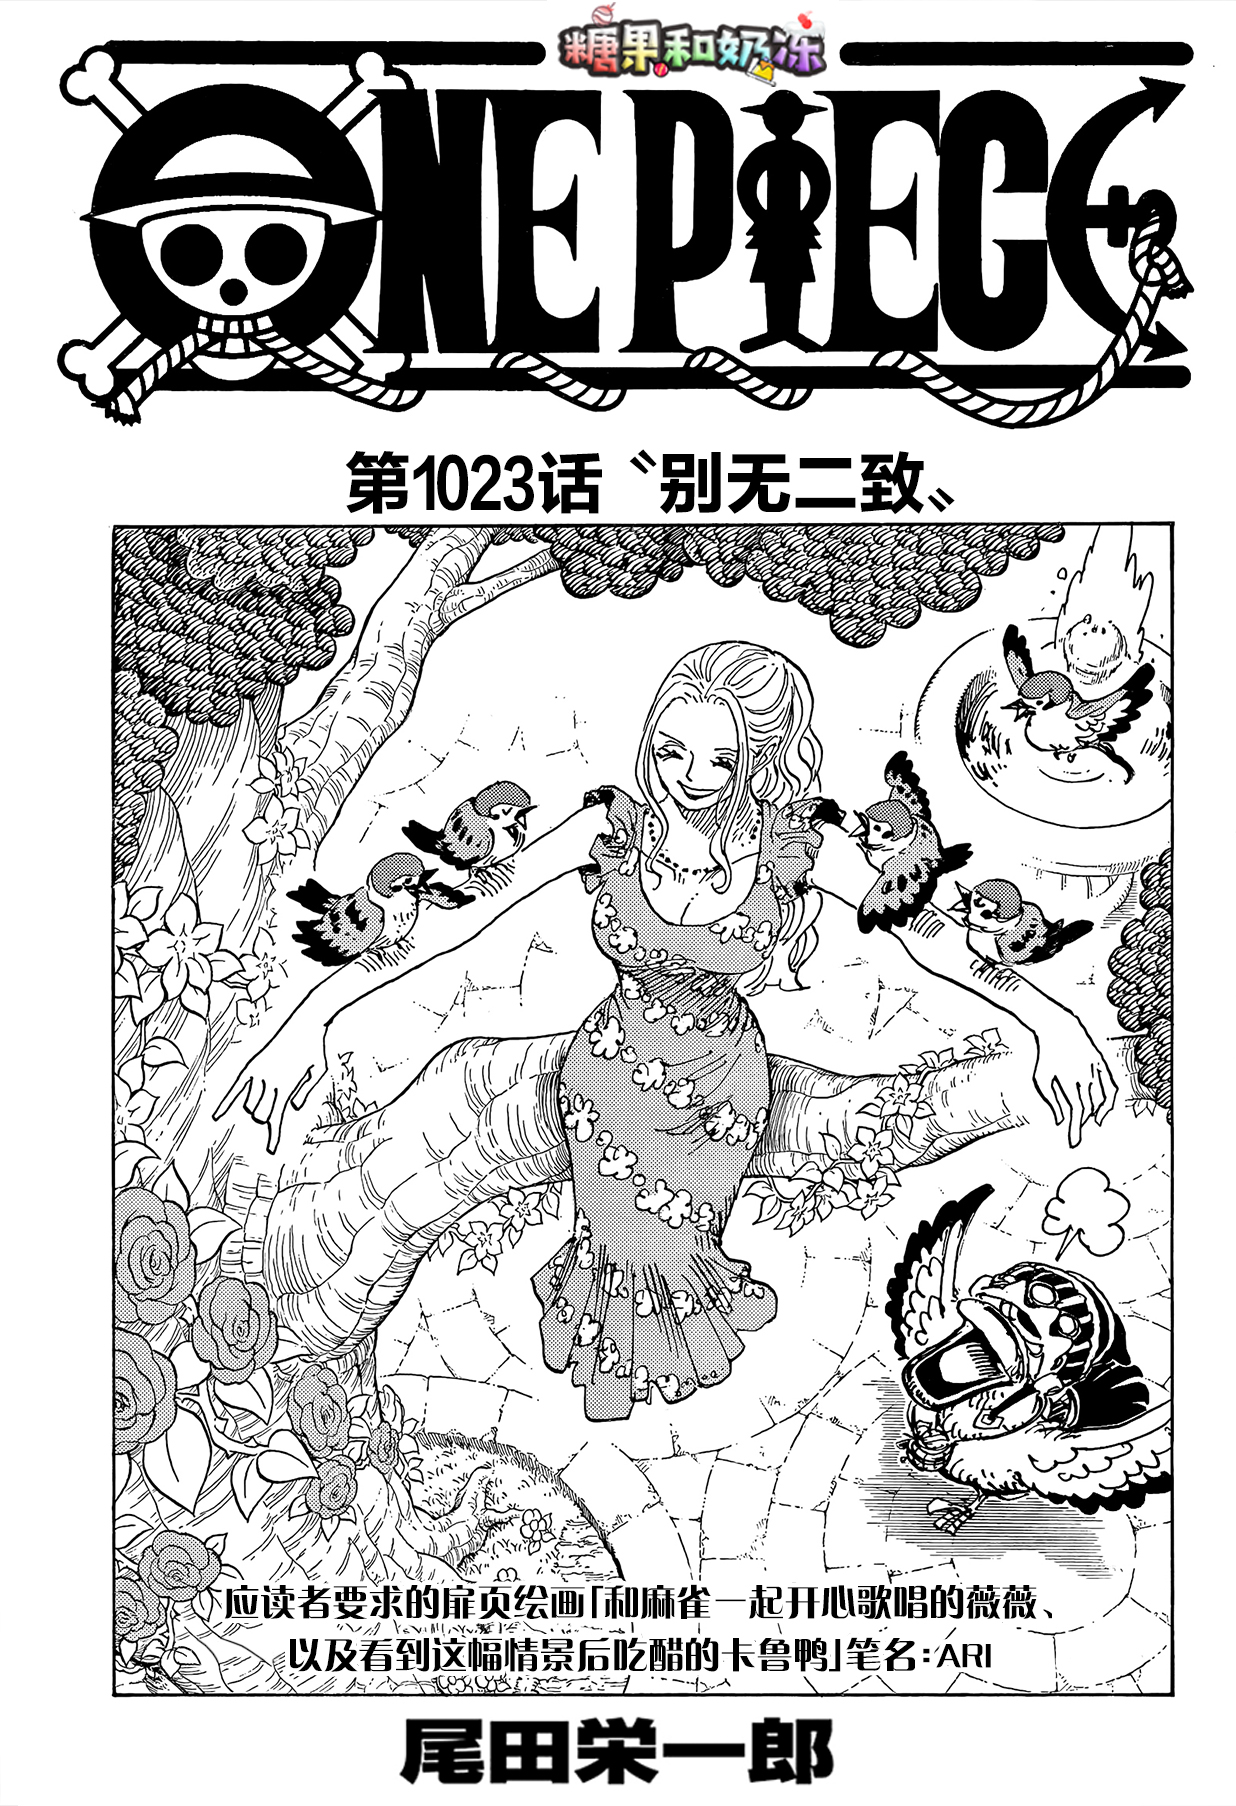 糖果和奶冻
ONE PIECE
第1023话〝别无二致〟
应读者要求的扉页绘画「和麻雀一起开心歌唱的薇薇、
以及看到这幅情景后吃醋的卡鲁鸭」笔名：ARI
尾田栄一郎